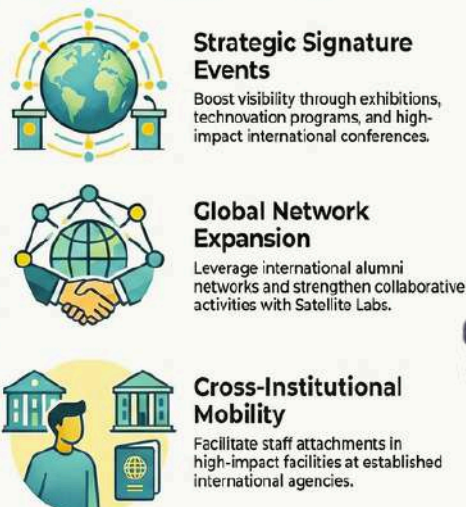 Strategic Signature
Events
Boost visibility through exhibitions,
technovation programs, and high-
impact international conferences.
Global Network
Expansion
Leverage international alumni
networks and strengthen collaborative
activities with Satellite Labs.
Cross-Institutional
Mobility
Facilitate staff attachments in
high-impact facilities at established
international agencies.